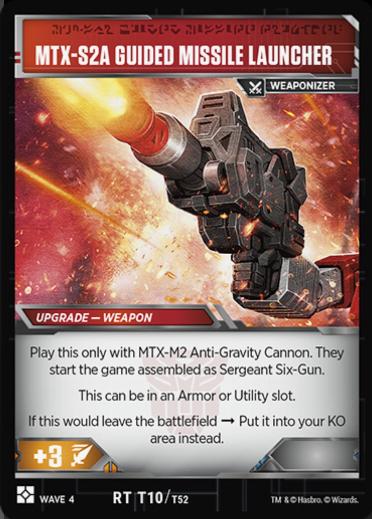 MTX-S2A GUIDED MISSILE LAUNCHER
WEAPONIZER
UPGRADE — WEAPON
Play this only with MTX-M2 Anti-Gravity Cannon. They
start the game assembled as Sergeant Six-Gun.
This can be in an Armor or Utility slot.
If this would leave the battlefield → Put it into your KO
area instead.
+3
WAVE 4 RT T10/T52 TM & © Hasbro. © Wizards.